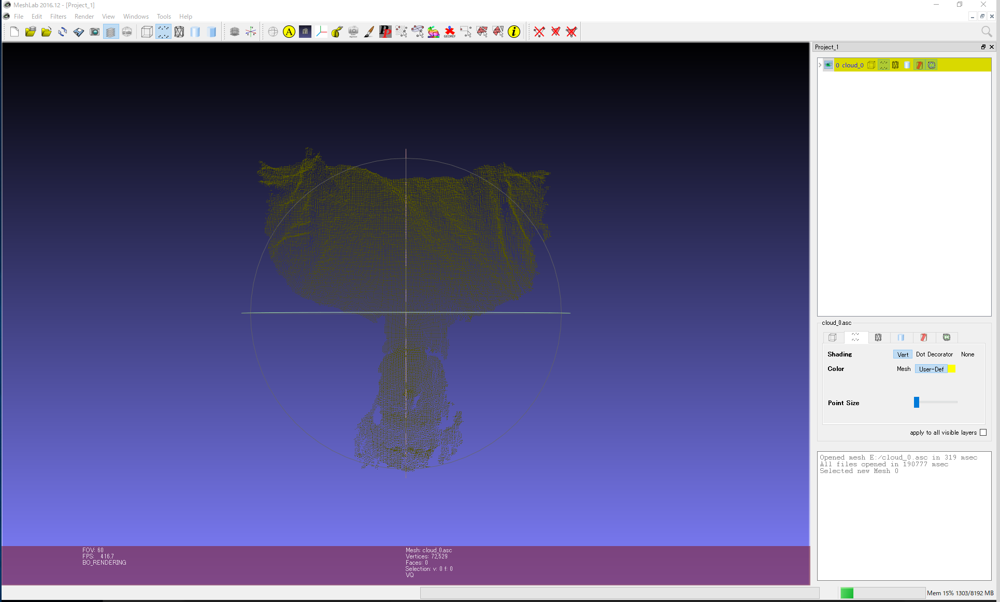 MeshLab 2016.12 - [Project_1]
File Edit Filters Render View Windows Tools Help
A
PP
GEOREF
i
Project_1
0 cloud_0
cloud_0.asc
Shading Vert Dot Decorator None
Color Mesh User-Def
Point Size
apply to all visible layers
Opened mesh E:/cloud_0.asc in 319 msec
All files opened in 190777 msec
Selected new Mesh 0
FOV: 60
FPS: 416.7
BO_RENDERING
Mesh: cloud_0.asc
Vertices: 72,529
Faces: 0
Selection: v: 0 f: 0
VQ
Mem 15% 1303/8192 MB